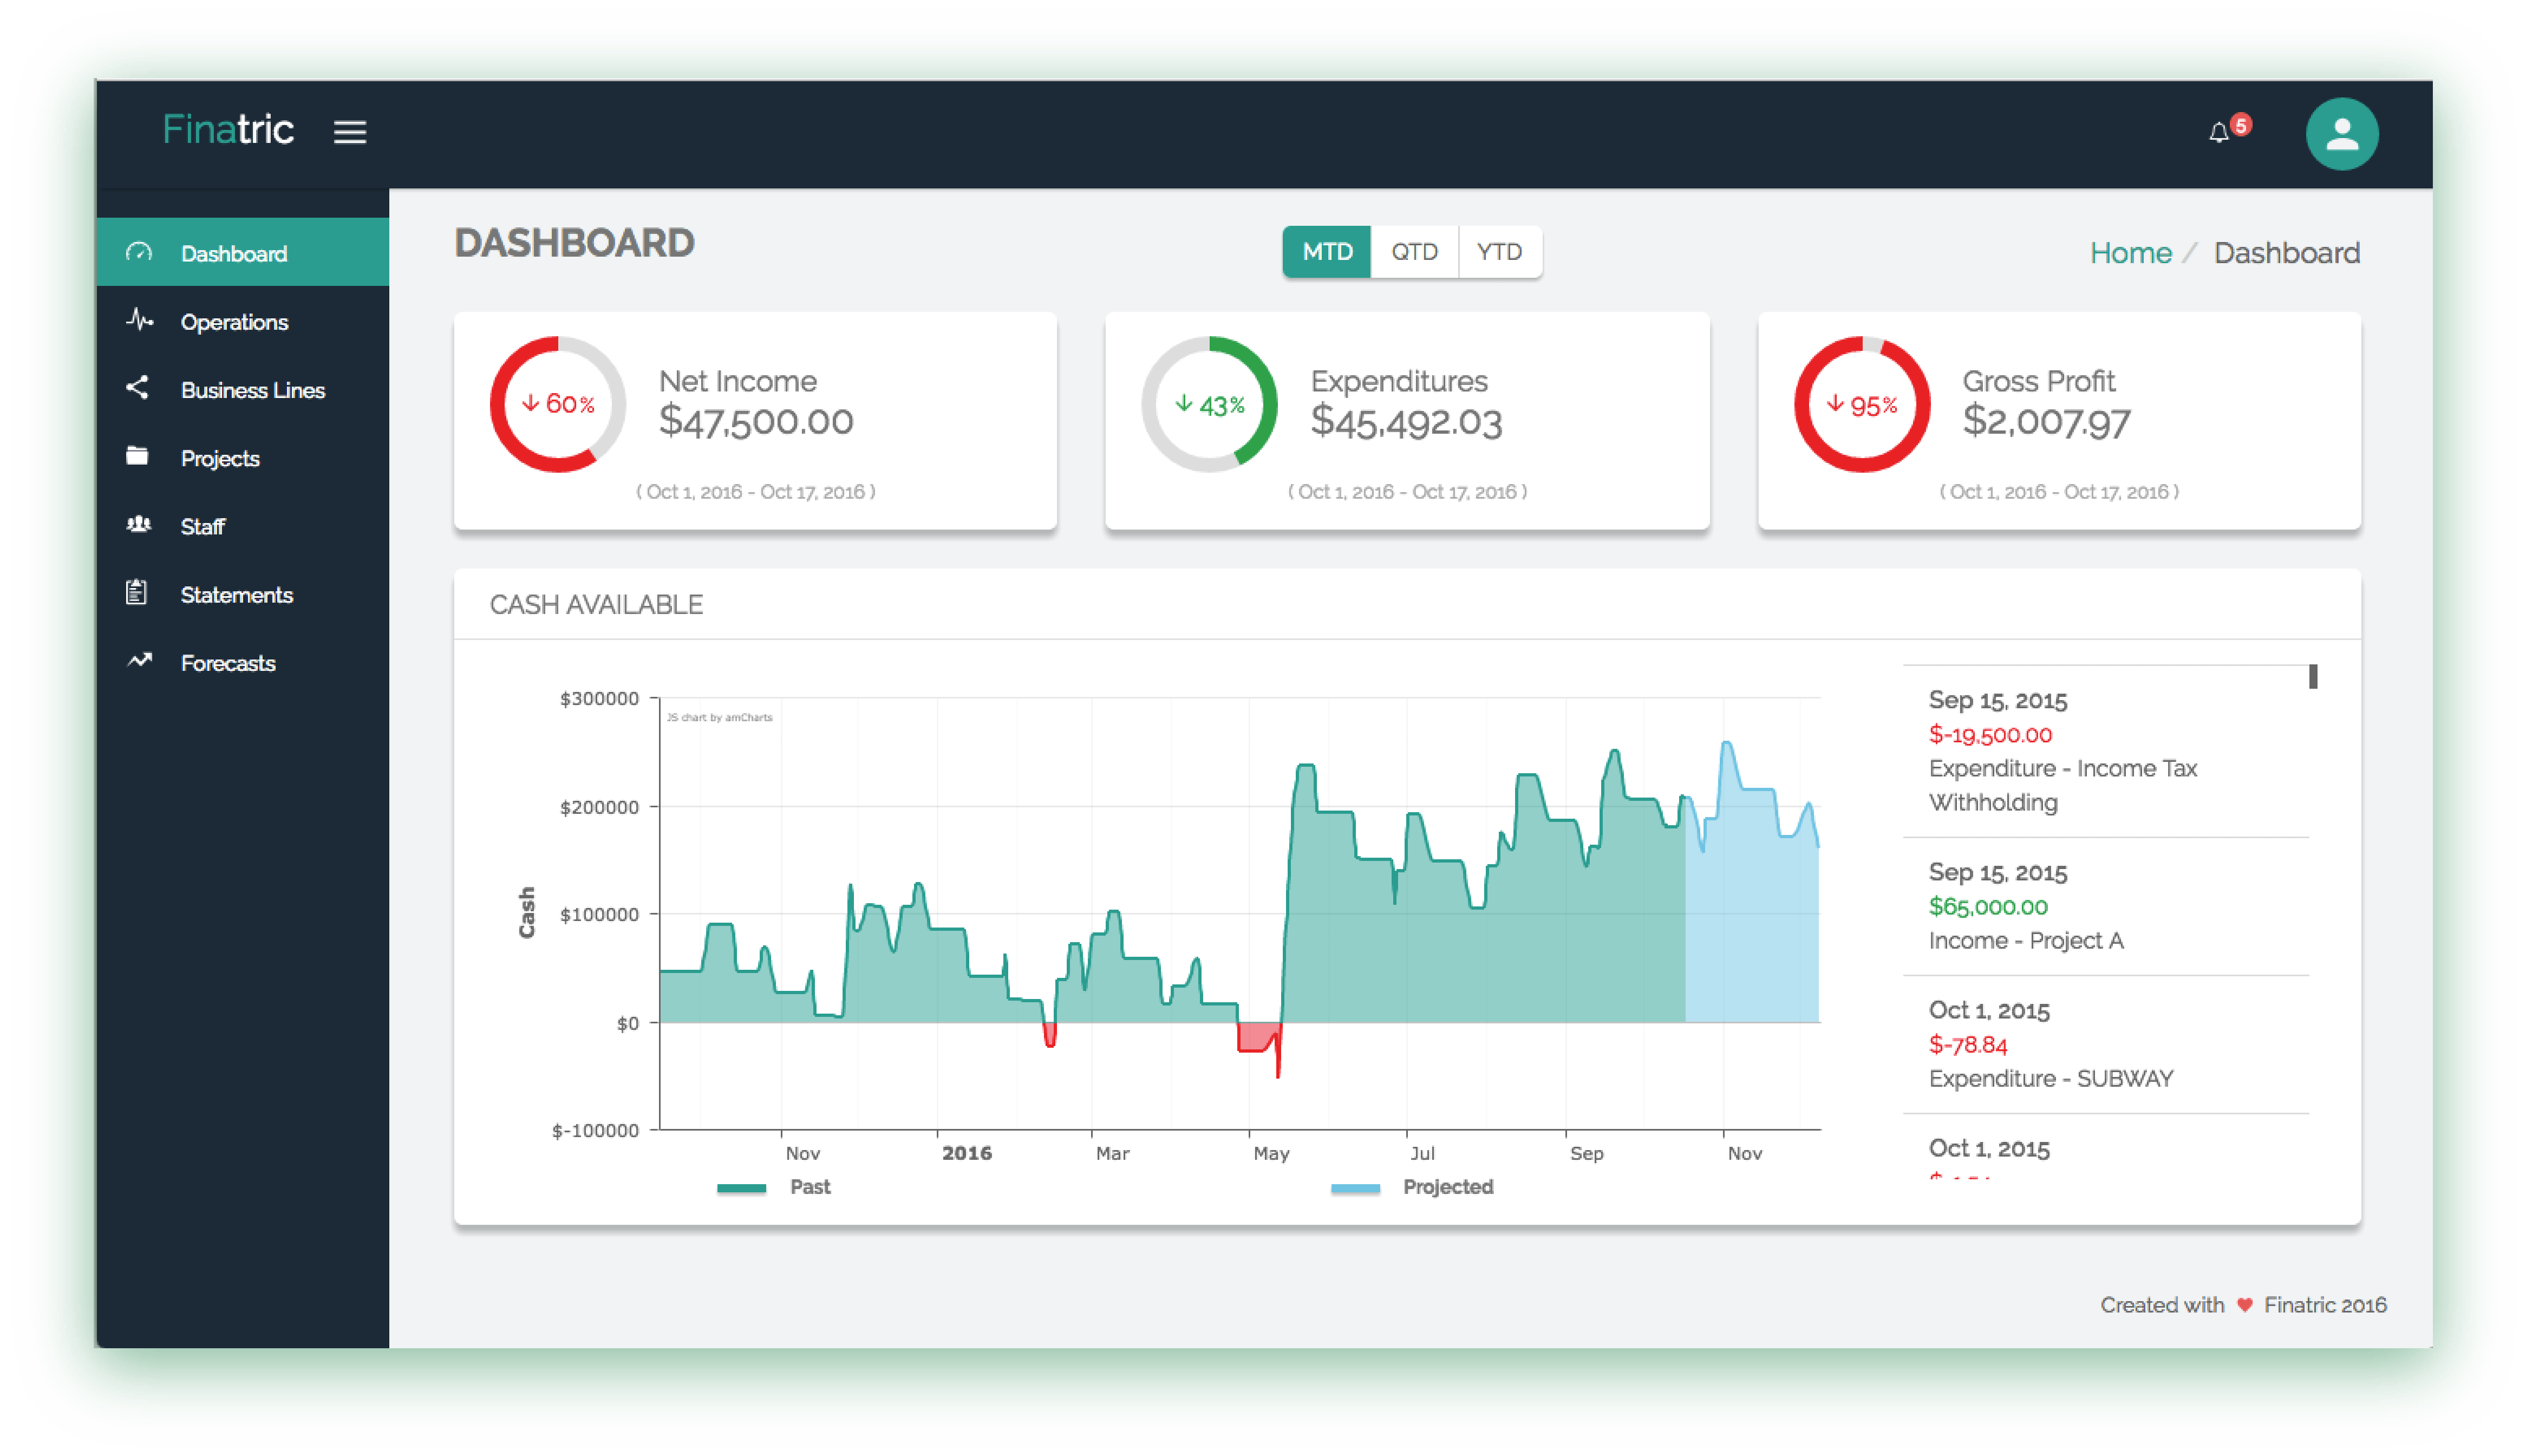 Finatric
5
Dashboard
Operations
Business Lines
Projects
Staff
Statements
Forecasts
DASHBOARD
MTD QTD YTD
Home / Dashboard
60%
Net Income
$47,500.00
( Oct 1, 2016 - Oct 17, 2016 )
43%
Expenditures
$45,492.03
( Oct 1, 2016 - Oct 17, 2016 )
95%
Gross Profit
$2,007.97
( Oct 1, 2016 - Oct 17, 2016 )
CASH AVAILABLE
Cash
$300000
$200000
$100000
$0
$-100000
JS chart by amCharts
Nov 2016 Mar May Jul Sep Nov
Past Projected
Sep 15, 2015
$-19,500.00
Expenditure - Income Tax
Withholding
Sep 15, 2015
$65,000.00
Income - Project A
Oct 1, 2015
$-78.84
Expenditure - SUBWAY
Oct 1, 2015
Created with ♥ Finatric 2016